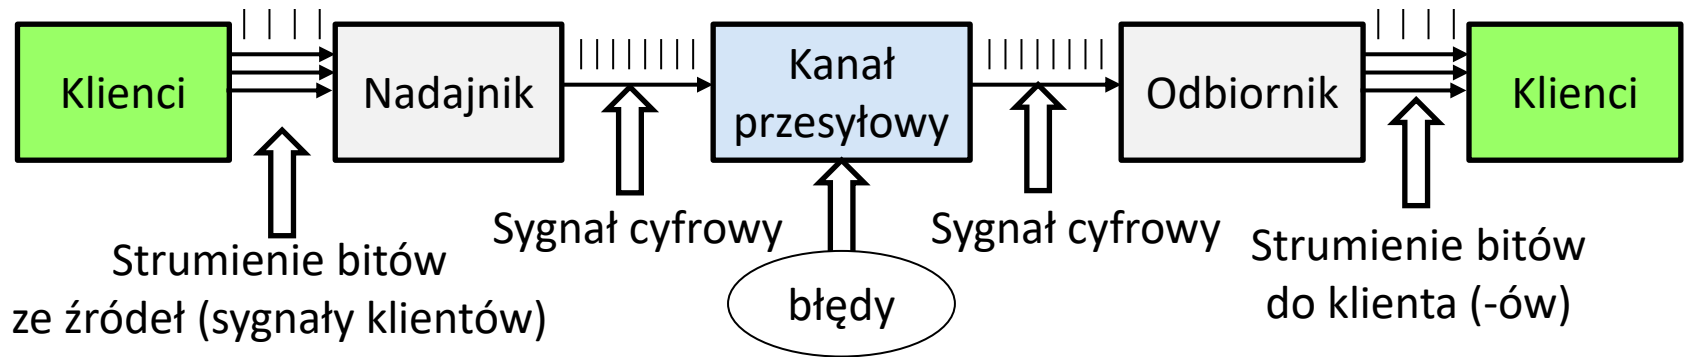 Klienci
Nadajnik
Kanał
przesyłowy
Odbiornik
Klienci
Strumienie bitów
ze źródeł (sygnały klientów)
Sygnał cyfrowy
błędy
Sygnał cyfrowy
Strumienie bitów
do klienta (-ów)